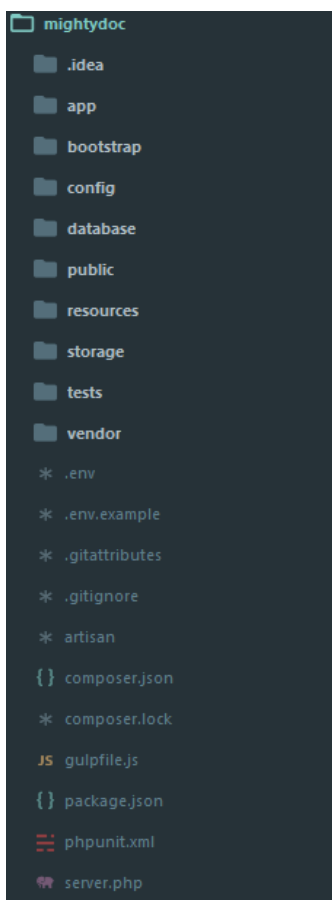 mightydoc
.idea
app
bootstrap
config
database
public
resources
storage
tests
vendor
.env
.env.example
.gitattributes
.gitignore
artisan
{} composer.json
composer.lock
JS gulpfile.js
{} package.json
phpunit.xml
server.php